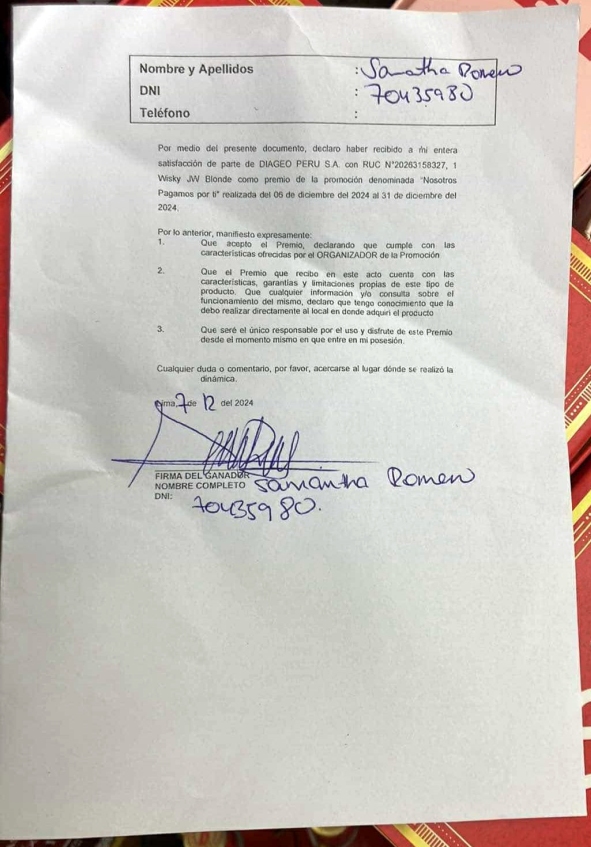 Nombre y Apellidos : Samatha Romero
DNI : 70435980
Teléfono :
Por medio del presente documento, declaro haber recibido a mi entera
satisfacción de parte de DIAGEO PERU S.A. con RUC N°20263158327, 1
Wisky JW Blonde como premio de la promoción denominada "Nosotros
Pagamos por ti" realizada del 06 de diciembre del 2024 al 31 de diciembre del
2024.
Por lo anterior, manifiesto expresamente:
1. Que acepto el Premio, declarando que cumple con las
características ofrecidas por el ORGANIZADOR de la Promoción
2. Que el Premio que recibo en este acto cuenta con las
características, garantías y limitaciones propias de este tipo de
producto. Que cualquier información y/o consulta sobre el
funcionamiento del mismo, declaro que tengo conocimiento que la
debo realizar directamente al local en donde adquirí el producto
3. Que seré el único responsable por el uso y disfrute de este Premio
desde el momento mismo en que entre en mi posesión.
Cualquier duda o comentario, por favor, acercarse al lugar dónde se realizó la
dinámica.
Lima, 7 de 12 del 2024
FIRMA DEL GANADOR
NOMBRE COMPLETO Samantha Romero
DNI: 70435980.